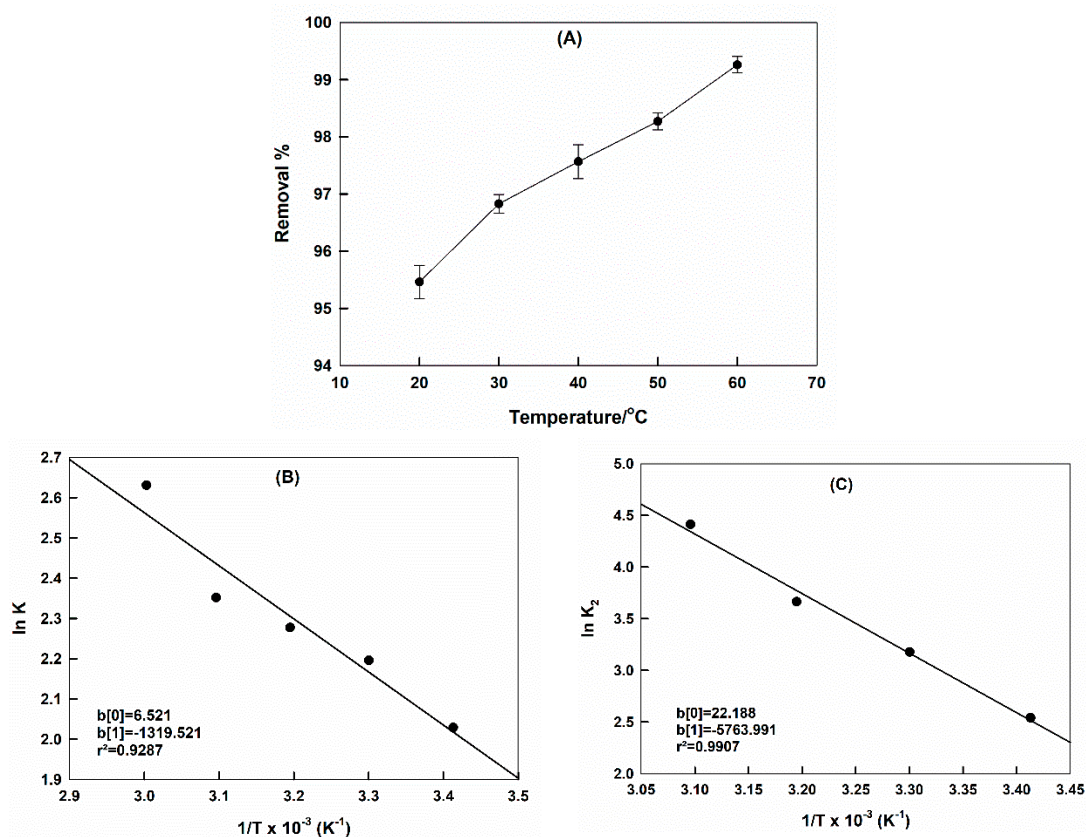 (A)
Removal %
100
99
98
97
96
95
94
10 20 30 40 50 60 70
Temperature/°C
(B)
ln K
2.7
2.6
2.5
2.4
2.3
2.2
2.1
2.0
1.9
b[0]=6.521
b[1]=-1319.521
r²=0.9287
2.9 3.0 3.1 3.2 3.3 3.4 3.5
1/T x 10⁻³ (K⁻¹)
(C)
ln K₂
5.0
4.5
4.0
3.5
3.0
2.5
2.0
b[0]=22.188
b[1]=-5763.991
r²=0.9907
3.05 3.10 3.15 3.20 3.25 3.30 3.35 3.40 3.45
1/T x 10⁻³ (K⁻¹)